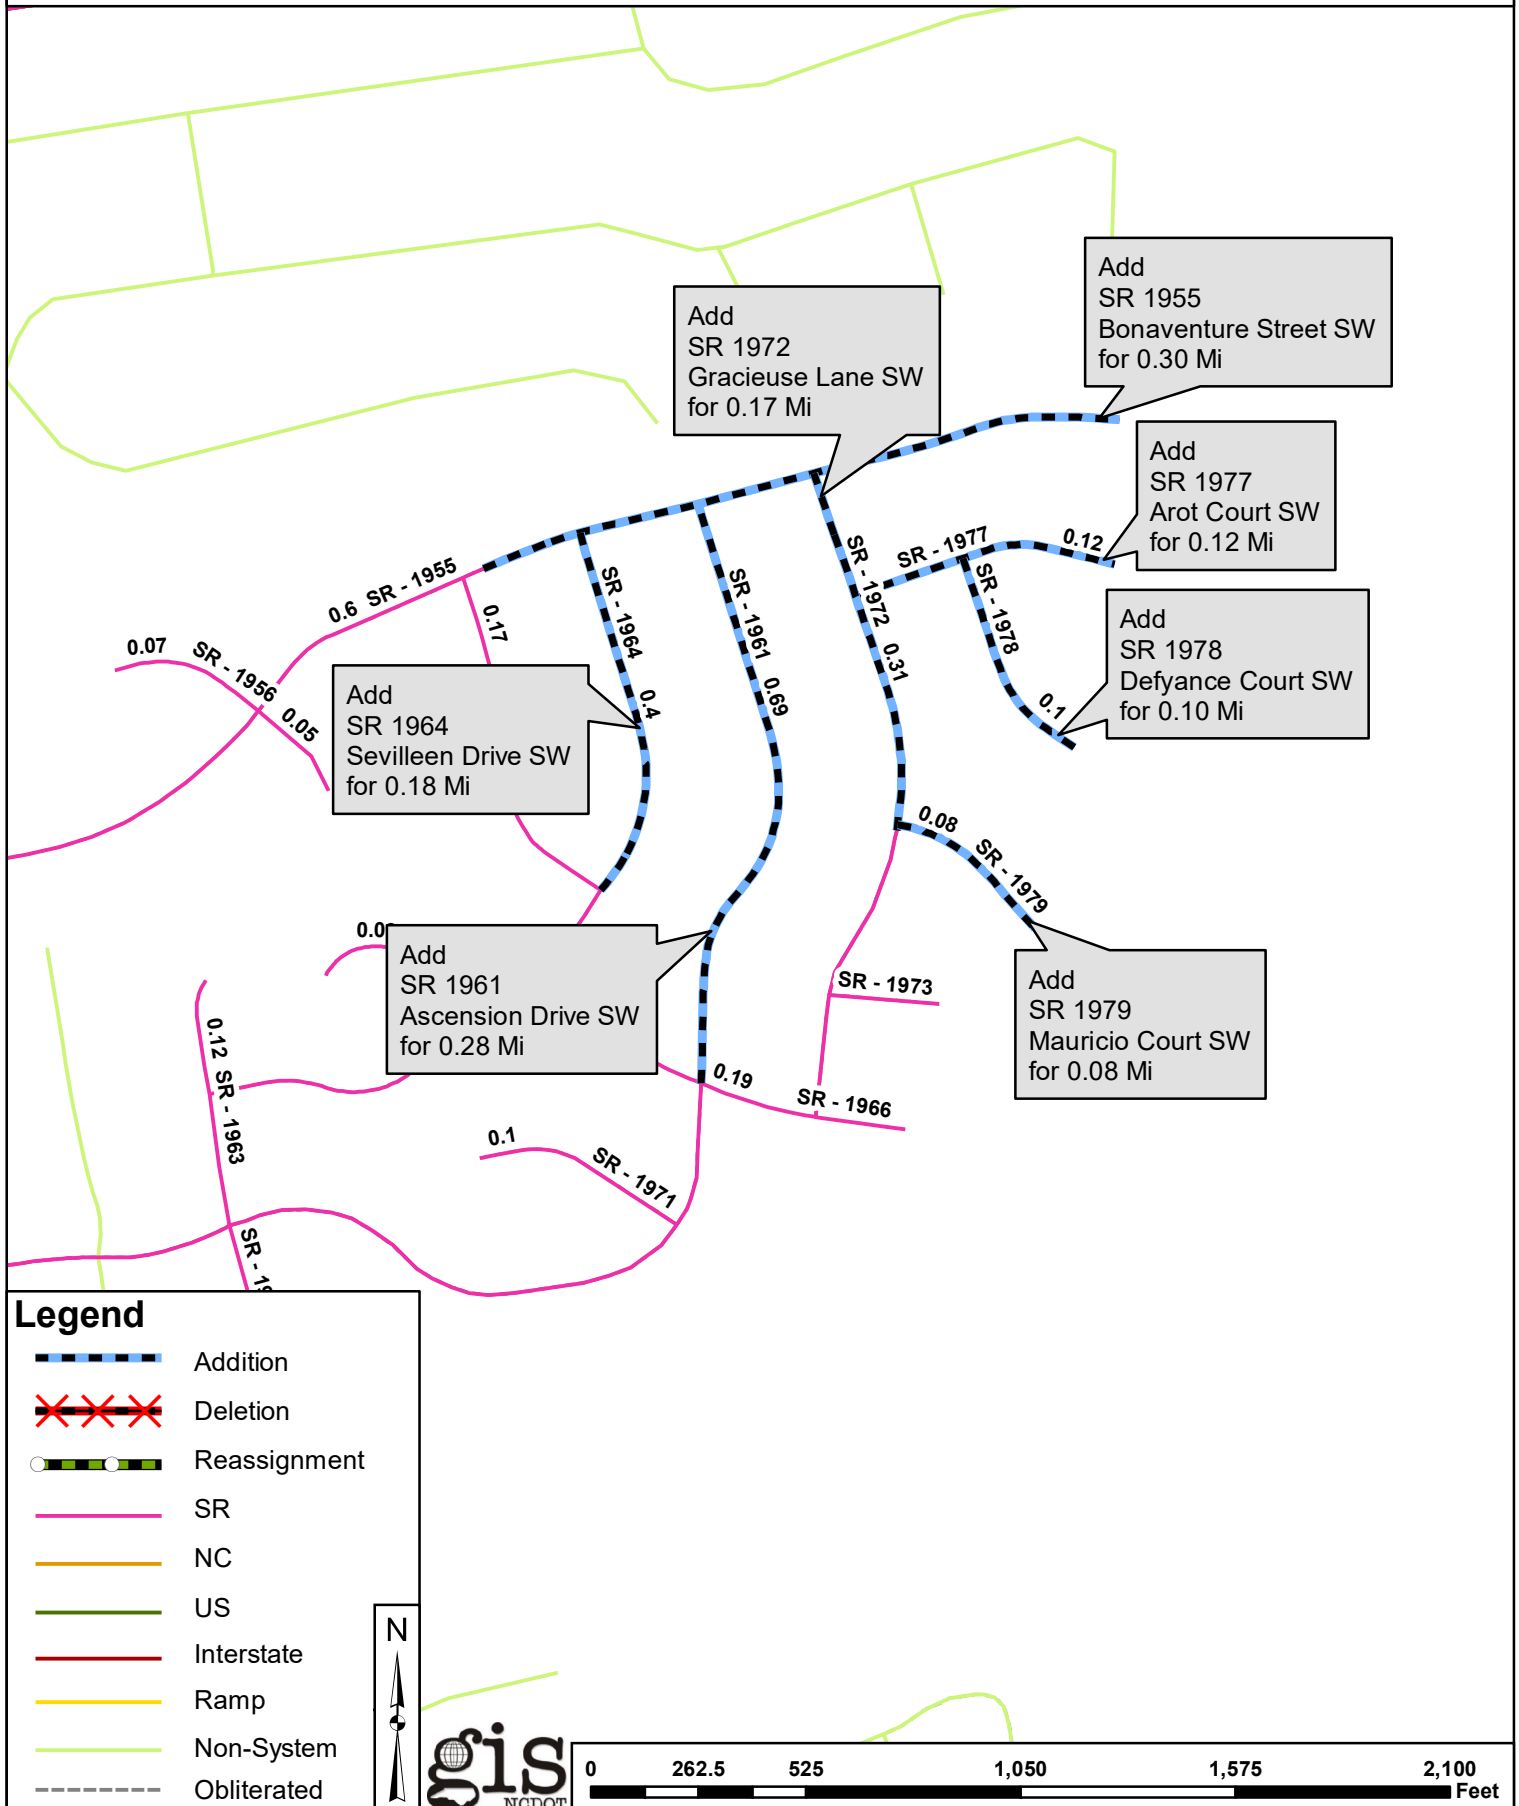 Add
SR 1955
Bonaventure Street SW
for 0.30 Mi
Add
SR 1972
Gracieuse Lane SW
for 0.17 Mi
Add
SR 1977
Arot Court SW
for 0.12 Mi
SR - 1977
0.12
SR - 1972
0.31
SR - 1978
0.1
Add
SR 1978
Defyance Court SW
for 0.10 Mi
0.6 SR - 1955
0.17
SR - 1964
0.4
SR - 1961
0.69
0.07
SR - 1956
0.05
Add
SR 1964
Sevilleen Drive SW
for 0.18 Mi
0.08
SR - 1979
Add
SR 1961
Ascension Drive SW
for 0.28 Mi
SR - 1973
Add
SR 1979
Mauricio Court SW
for 0.08 Mi
0.12 SR - 1963
0.19
SR - 1966
0.1
SR - 1971
Legend
Addition
Deletion
Reassignment
SR
NC
US
Interstate
Ramp
Non-System
Obliterated
N
gis
NCDOT
0 262.5 525 1,050 1,575 2,100
Feet